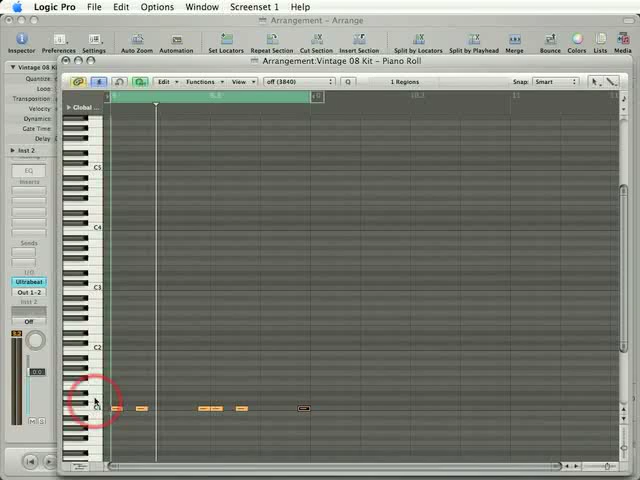 Logic Pro File Edit Options Window Screenset 1 Help
Arrangement – Arrange
Inspector Preferences Settings Auto Zoom Automation Set Locators Repeat Section Cut Section Insert Section Split by Locators Split by Playhead Merge Bounce Colors Lists Media
Arrangement:Vintage 08 Kit – Piano Roll
Vintage 08 Kit
Edit Functions View off (3840) Q 1 Regions Snap: Smart
Quantize
Loop:
Transposition
Velocity:
Dynamics:
Gate Time:
Delay
Global ...
Inst 2
EQ
Inserts
Sends
I/O
Ultrabeat
Out 1-2
Inst 2
Off
M S
C5
C4
C3
C2
C1